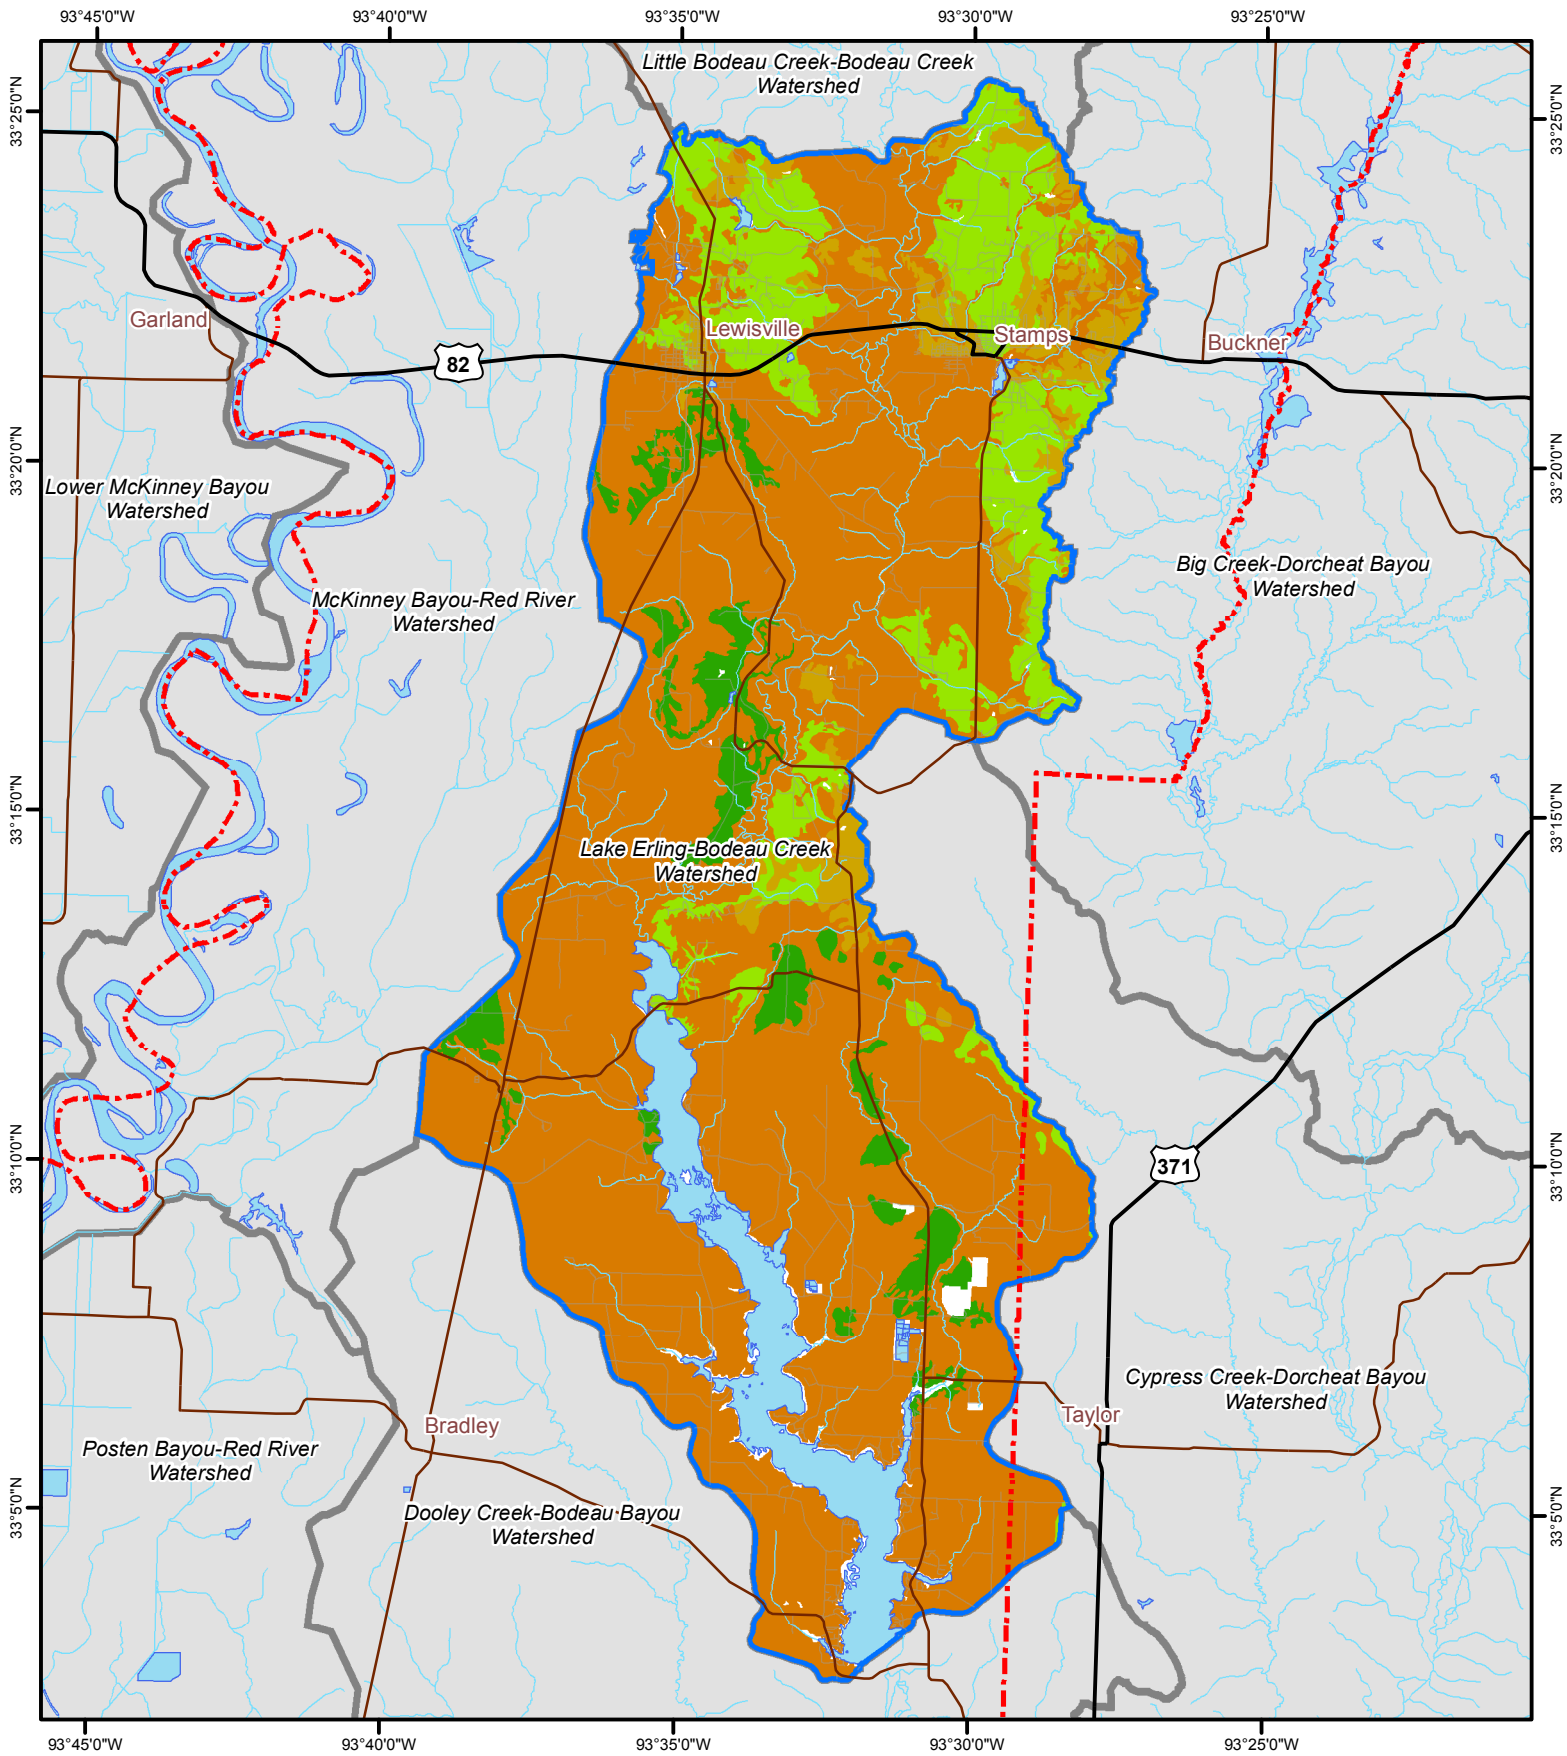 93°45'0"W
93°40'0"W
93°35'0"W
93°30'0"W
93°25'0"W
Little Bodeau Creek-Bodeau Creek
Watershed
33°25'0"N
33°25'0"N
Garland
Lewisville
Stamps
Buckner
82
33°20'0"N
33°20'0"N
Lower McKinney Bayou
Watershed
Big Creek-Dorcheat Bayou
Watershed
McKinney Bayou-Red River
Watershed
33°15'0"N
33°15'0"N
Lake Erling-Bodeau Creek
Watershed
33°10'0"N
33°10'0"N
371
Cypress Creek-Dorcheat Bayou
Watershed
Taylor
Bradley
Posten Bayou-Red River
Watershed
33°5'0"N
33°5'0"N
Dooley Creek-Bodeau Bayou
Watershed
93°45'0"W
93°40'0"W
93°35'0"W
93°30'0"W
93°25'0"W